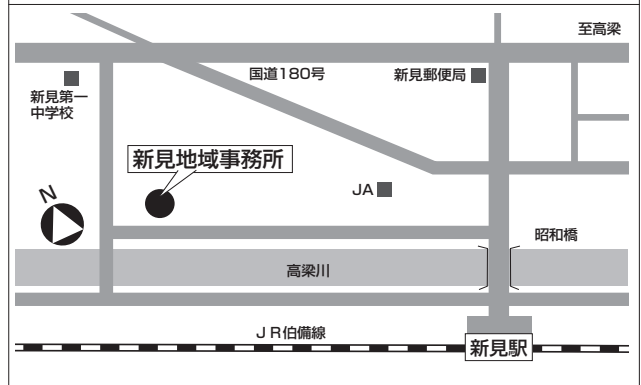 至高梁
国道180号
新見郵便局
新見第一
中学校
新見地域事務所
JA
N
昭和橋
高梁川
JR伯備線
新見駅